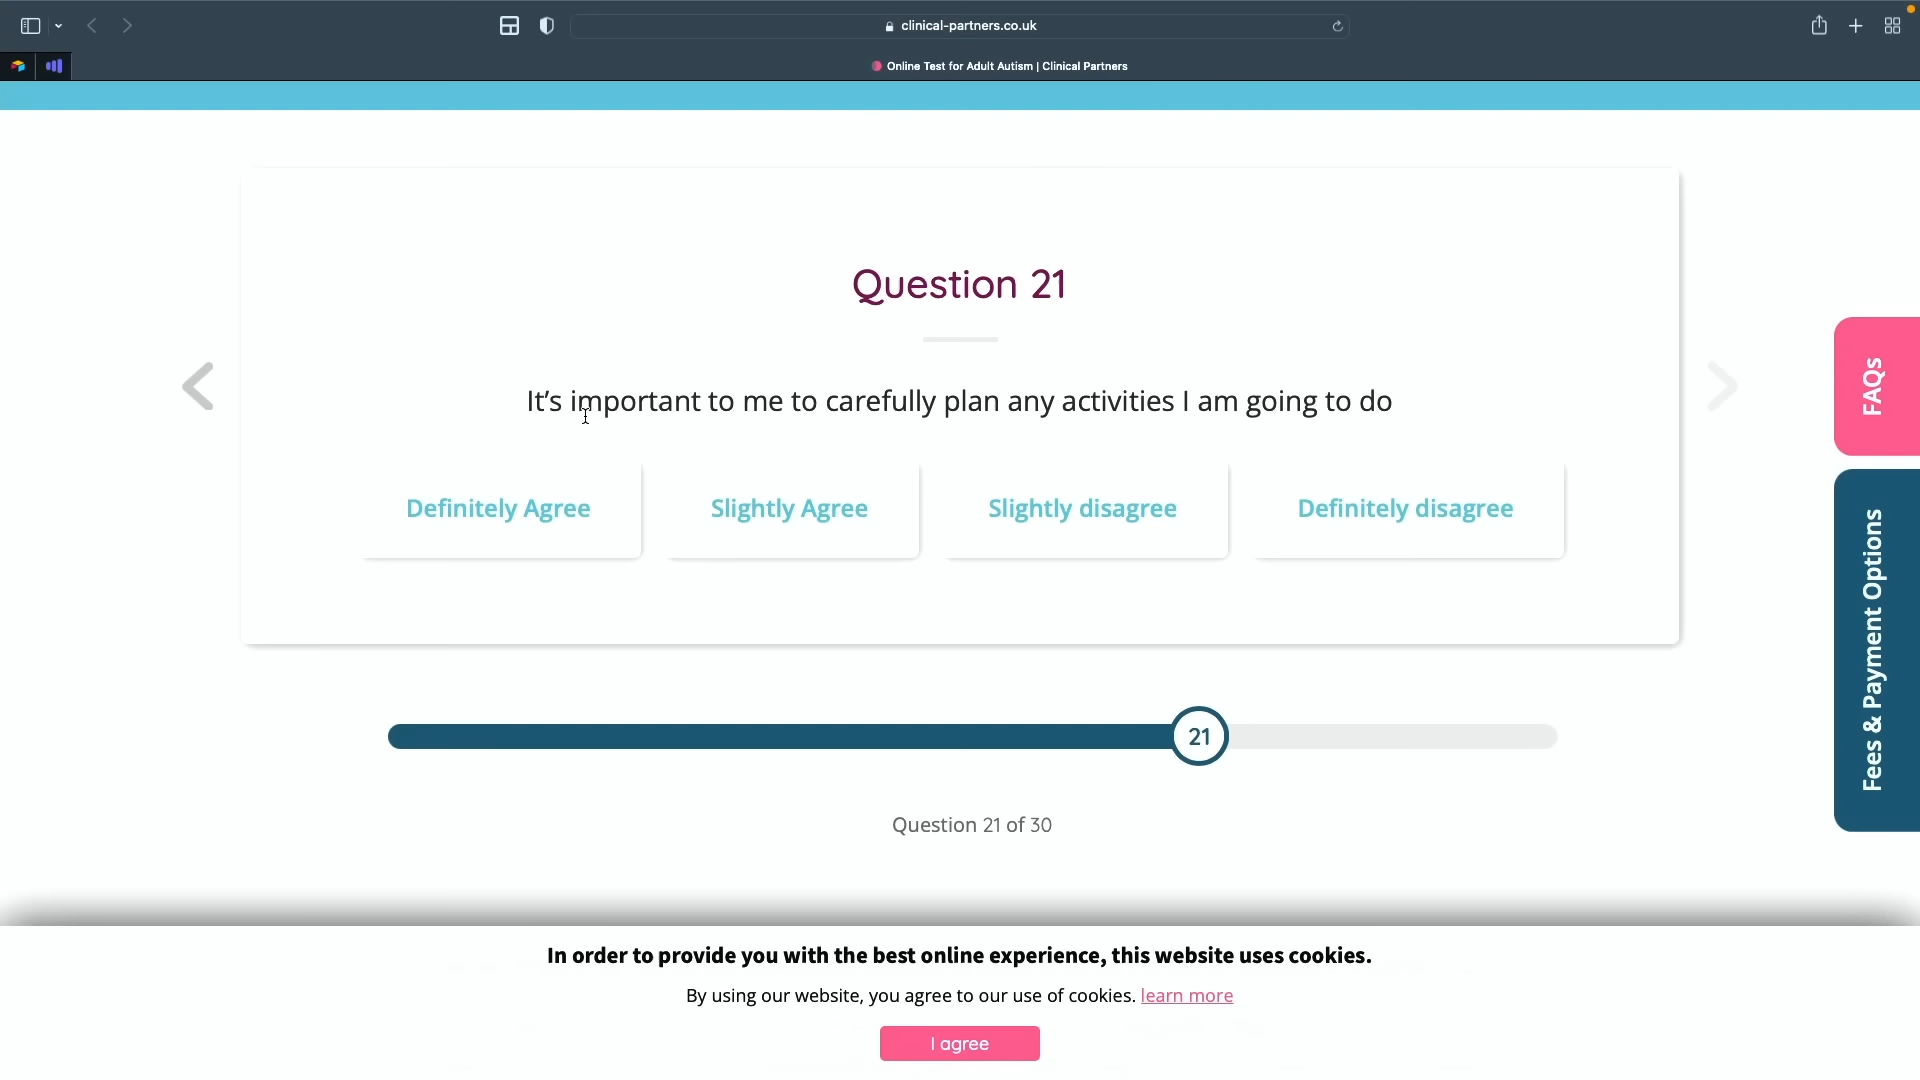 clinical-partners.co.uk
Online Test for Adult Autism | Clinical Partners
Question 21
It's important to me to carefully plan any activities I am going to do
Definitely Agree
Slightly Agree
Slightly disagree
Definitely disagree
FAQs
Fees & Payment Options
21
Question 21 of 30
In order to provide you with the best online experience, this website uses cookies.
By using our website, you agree to our use of cookies. learn more
I agree